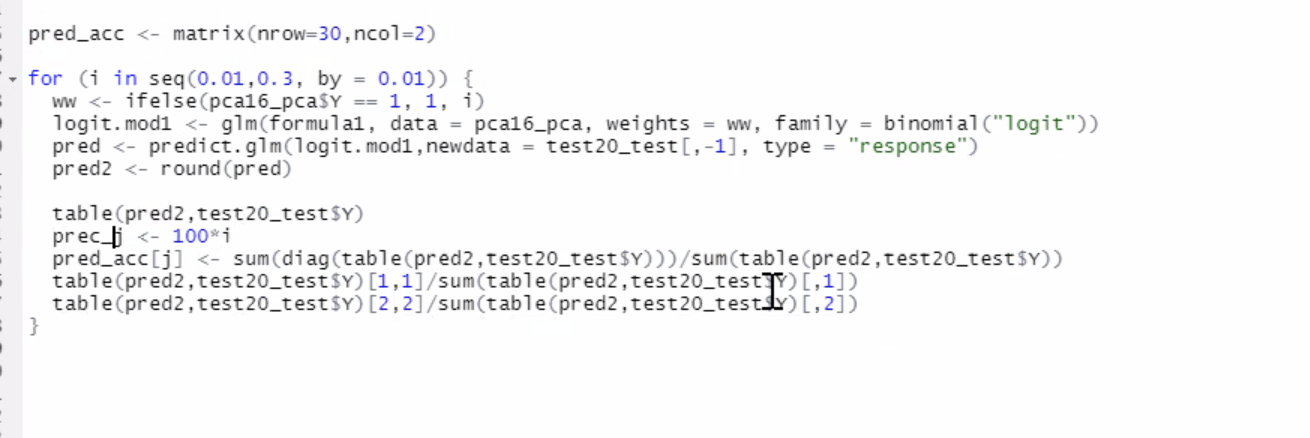 pred_acc <- matrix(nrow=30,ncol=2)
for (i in seq(0.01,0.3, by = 0.01)) {
ww <- ifelse(pca16_pca$Y == 1, 1, i)
logit.mod1 <- glm(formula1, data = pca16_pca, weights = ww, family = binomial("logit"))
pred <- predict.glm(logit.mod1,newdata = test20_test[,-1], type = "response")
pred2 <- round(pred)
table(pred2,test20_test$Y)
prec_j <- 100*i
pred_acc[j] <- sum(diag(table(pred2,test20_test$Y)))/sum(table(pred2,test20_test$Y))
table(pred2,test20_test$Y)[1,1]/sum(table(pred2,test20_test$Y)[,1])
table(pred2,test20_test$Y)[2,2]/sum(table(pred2,test20_test$Y)[,2])
}